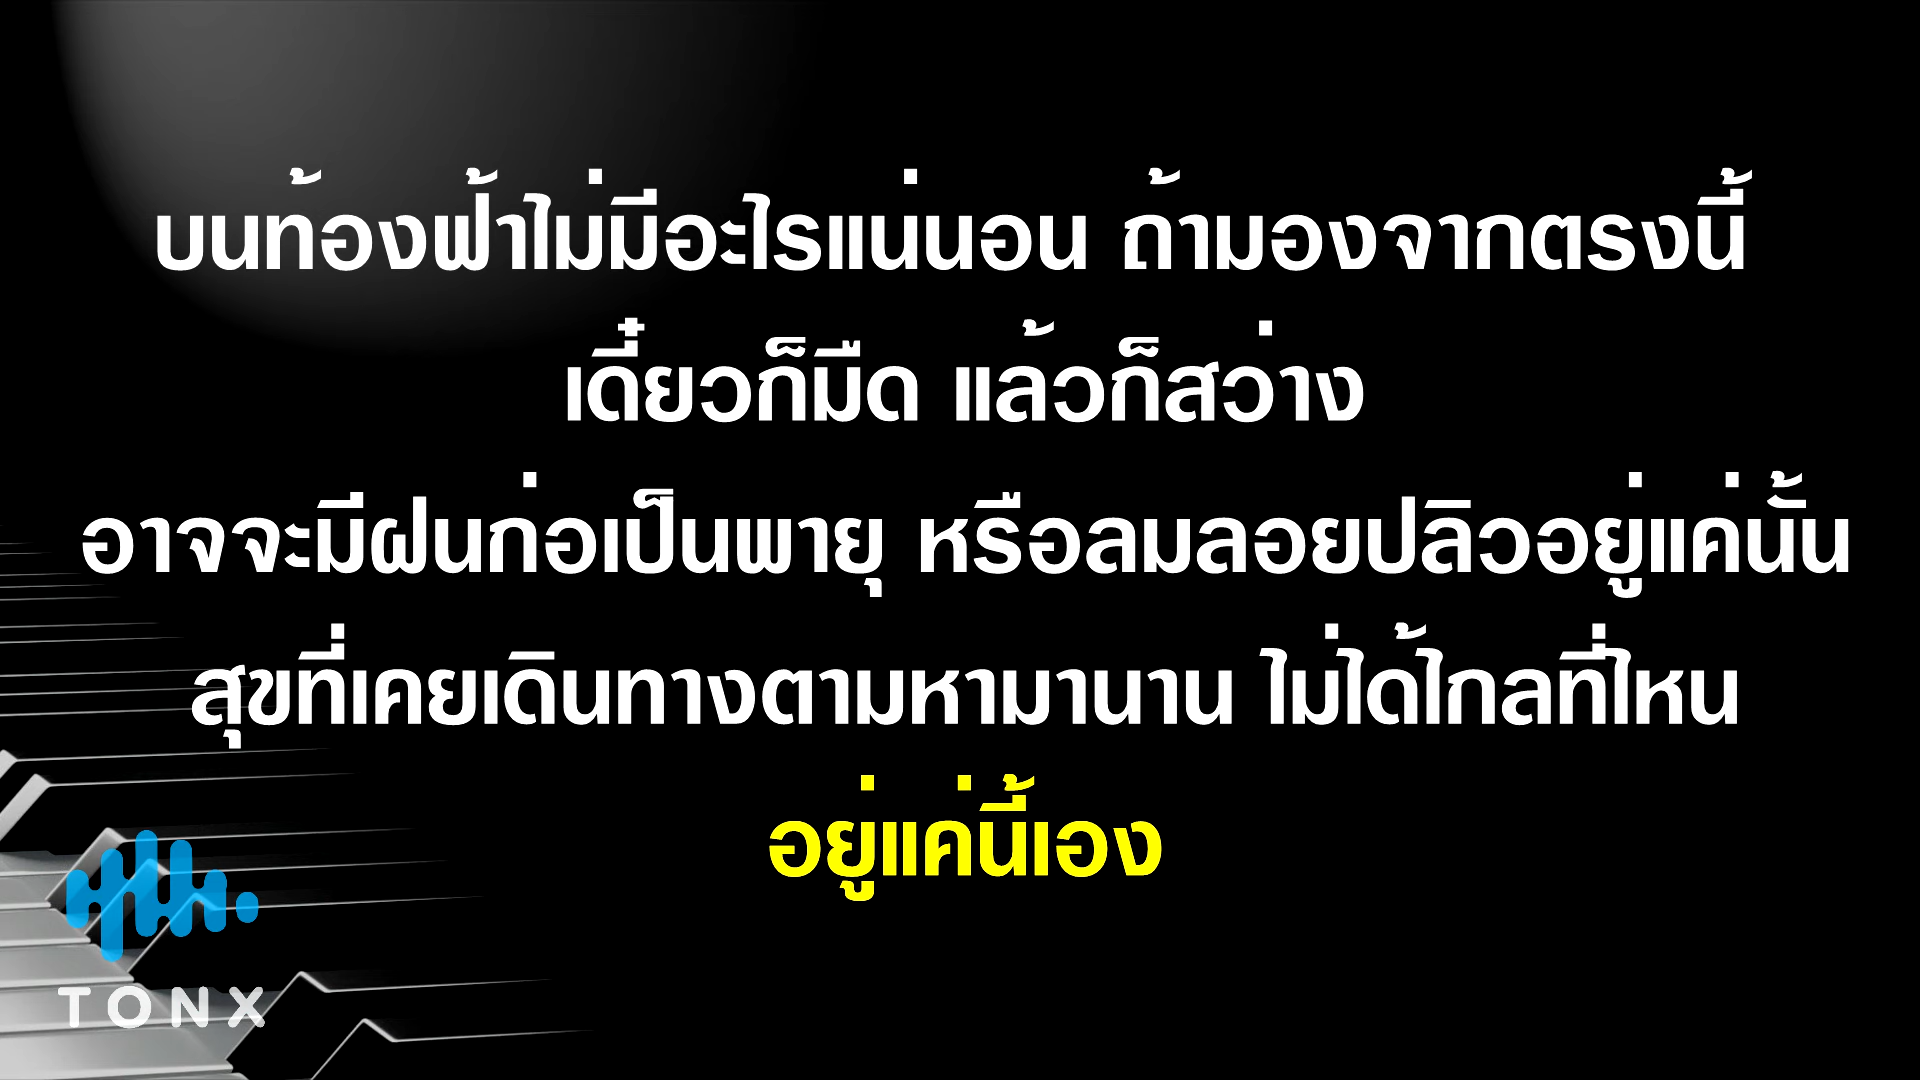 บนท้องฟ้าไม่มีอะไรแน่นอน ถ้ามองจากตรงนี้
เดี๋ยวก็มืด แล้วก็สว่าง
อาจจะมีฝนก่อเป็นพายุ หรือลมลอยปลิวอยู่แค่นั้น
สุขที่เคยเดินทางตามหามานาน ไม่ได้ไกลที่ไหน
อยู่แค่นี้เอง
TONX